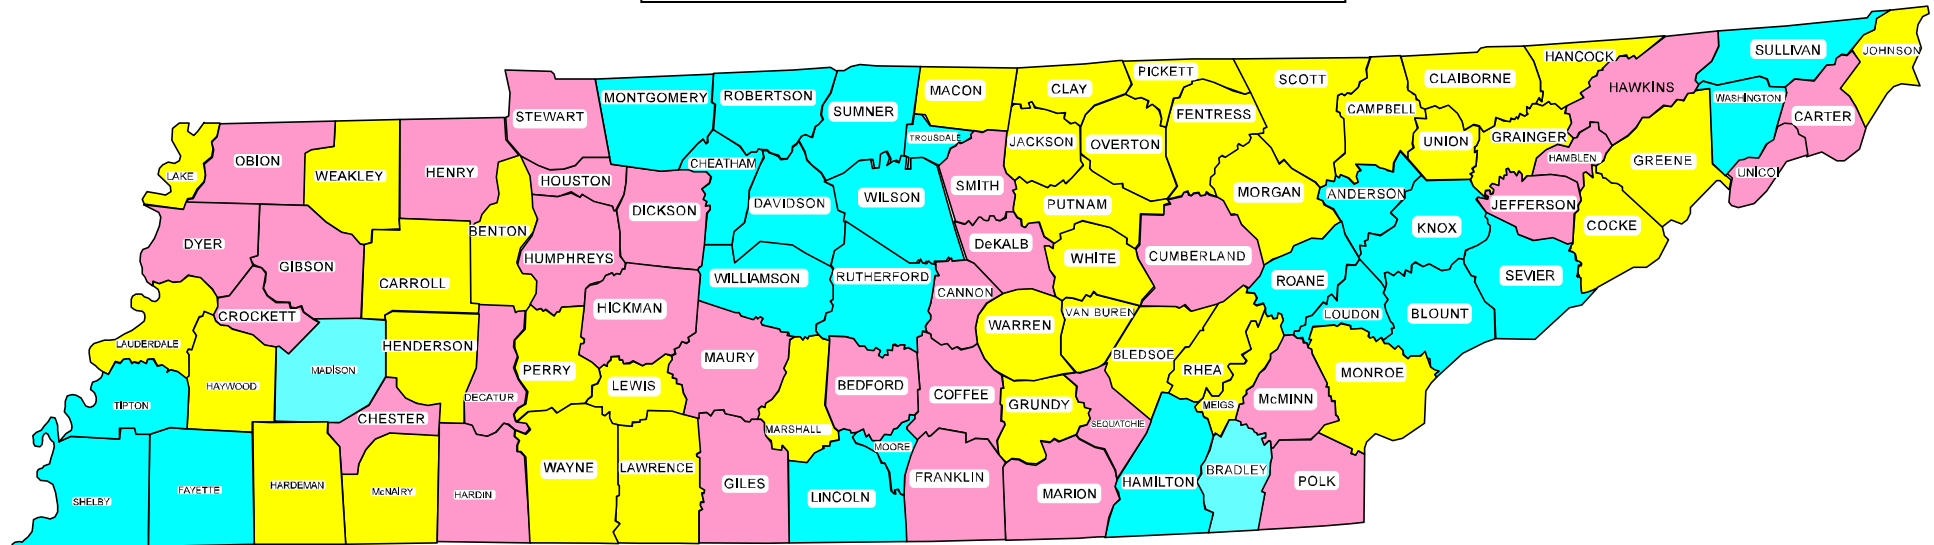 JOHNSON
SULLIVAN
HANCOCK
PICKETT
SCOTT
CLAIBORNE
HAWKINS
MACON
CLAY
MONTGOMERY
ROBERTSON
SUMNER
WASHINGTON
STEWART
FENTRESS
CAMPBELL
CARTER
TROUSDALE
JACKSON
OVERTON
UNION
GRAINGER
HAMBLEN
GREENE
OBION
CHEATHAM
UNICOI
LAKE
WEAKLEY
HENRY
HOUSTON
SMITH
MORGAN
ANDERSON
DICKSON
DAVIDSON
WILSON
PUTNAM
JEFFERSON
COCKE
KNOX
BENTON
DYER
DeKALB
GIBSON
HUMPHREYS
WHITE
CUMBERLAND
CARROLL
WILLIAMSON
RUTHERFORD
ROANE
SEVIER
CANNON
HICKMAN
CROCKETT
VAN BUREN
LOUDON
BLOUNT
WARREN
LAUDERDALE
HENDERSON
MAURY
BLEDSOE
MADISON
PERRY
RHEA
MONROE
HAYWOOD
LEWIS
BEDFORD
COFFEE
DECATUR
McMINN
TIPTON
CHESTER
GRUNDY
MEIGS
MARSHALL
SEQUATCHIE
MOORE
WAYNE
LAWRENCE
BRADLEY
SHELBY
FAYETTE
HARDEMAN
McNAIRY
HARDIN
GILES
LINCOLN
FRANKLIN
MARION
HAMILTON
POLK